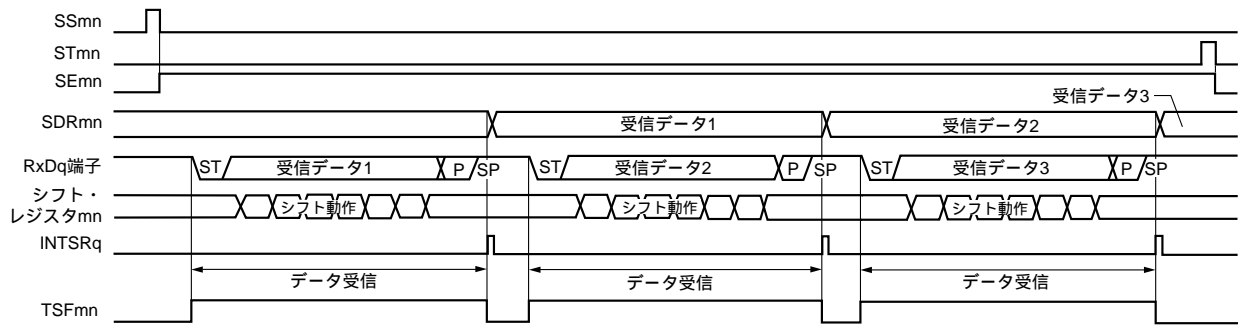 SSmn
STmn
SEmn
受信データ3
SDRmn 受信データ1 受信データ2
RxDq端子 ST 受信データ1 P SP ST 受信データ2 P SP ST 受信データ3 P SP
シフト・
レジスタmn シフト動作 シフト動作 シフト動作
INTSRq
データ受信 データ受信 データ受信
TSFmn